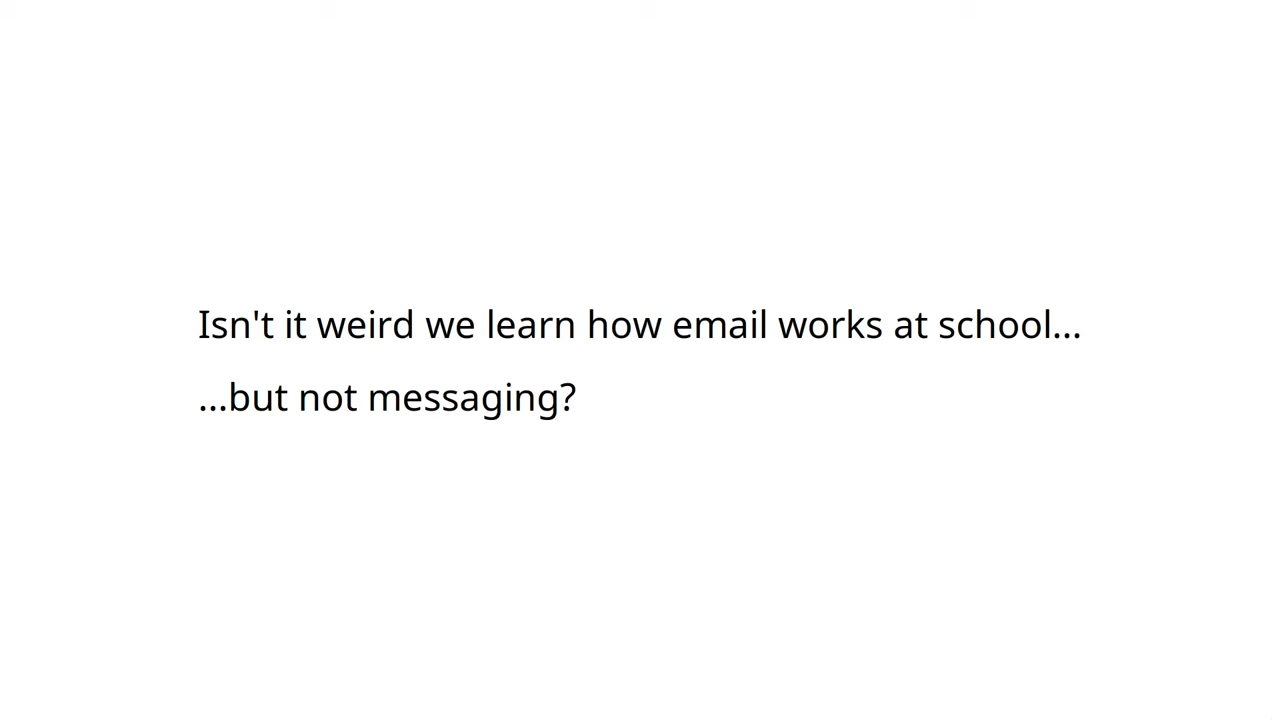 Isn't it weird we learn how email works at school...
...but not messaging?